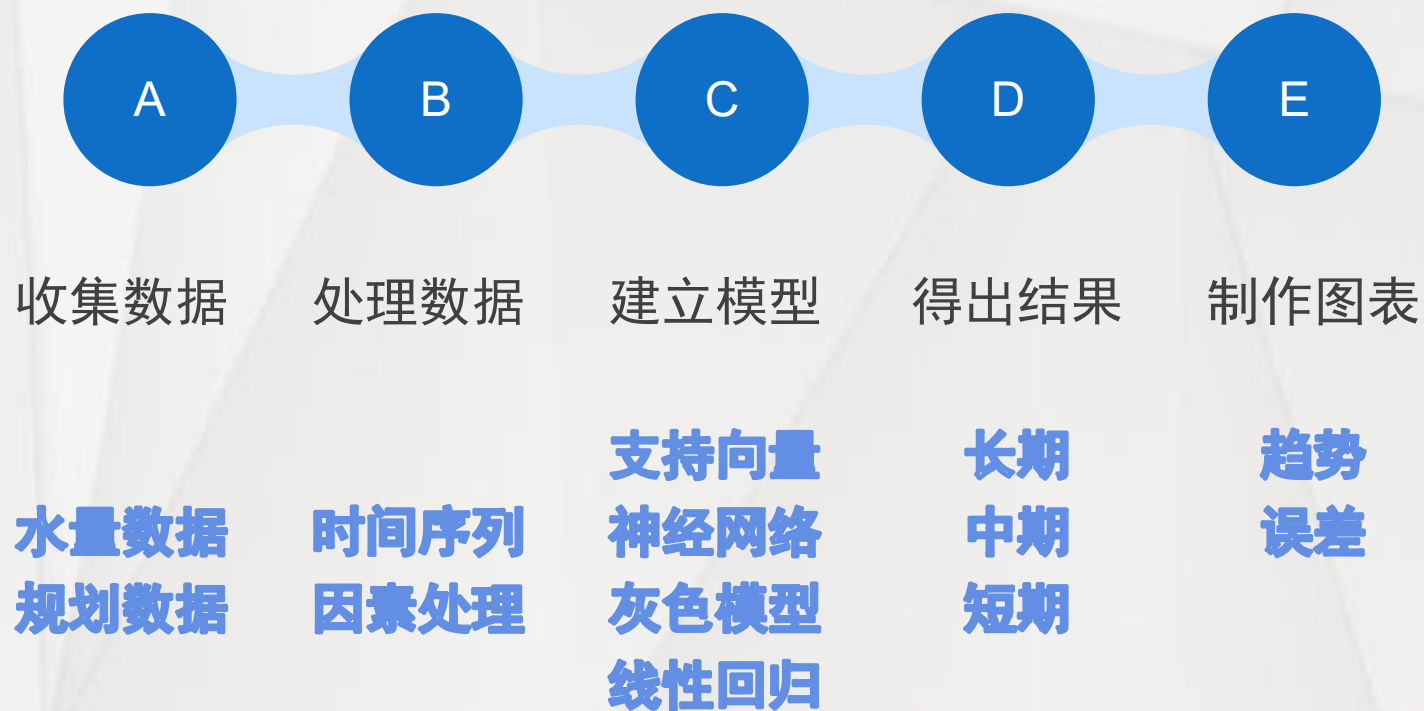 A
B
C
D
E
收集数据
处理数据
建立模型
得出结果
制作图表
水量数据
规划数据
时间序列
因素处理
支持向量
神经网络
灰色模型
线性回归
长期
中期
短期
趋势
误差